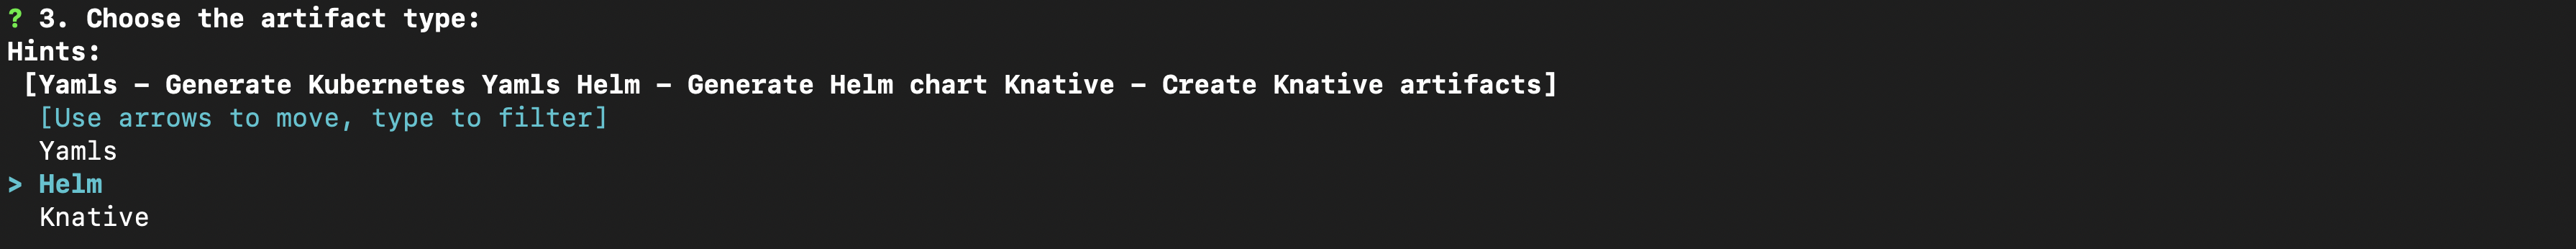 ? 3. Choose the artifact type:
Hints:
[Yamls – Generate Kubernetes Yamls Helm – Generate Helm chart Knative – Create Knative artifacts]
[Use arrows to move, type to filter]
Yamls
> Helm
Knative